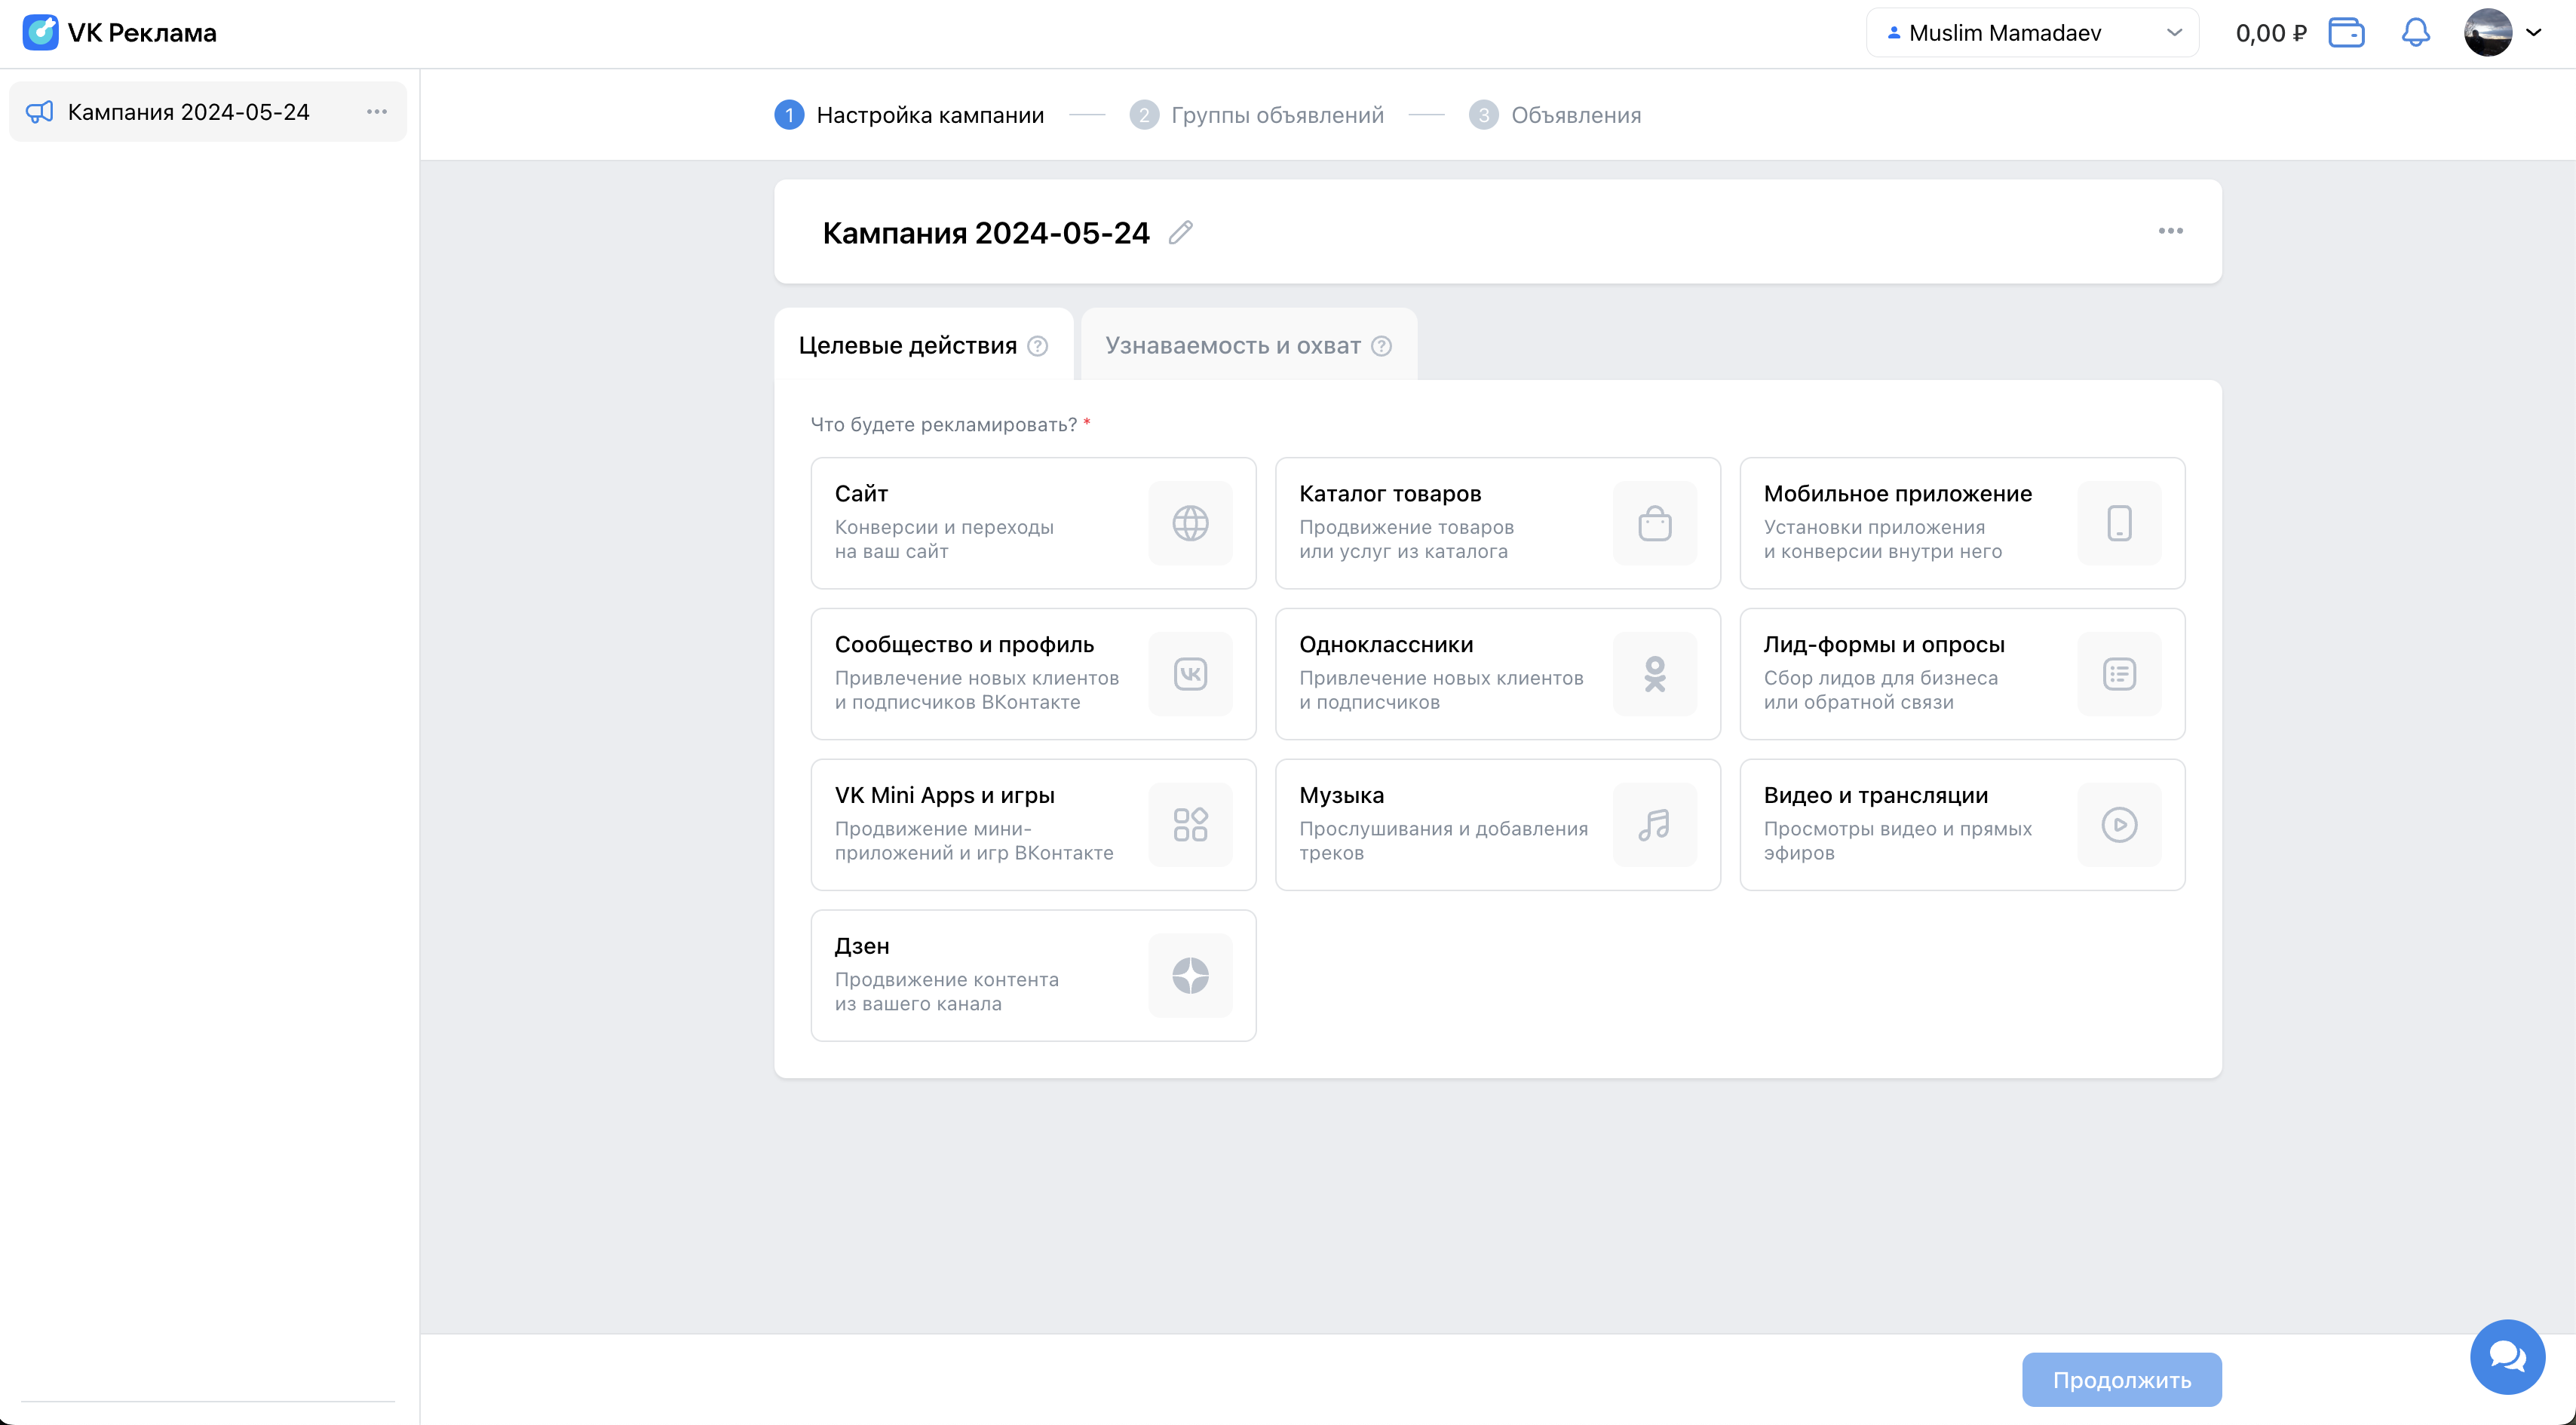 VK Реклама
Muslim Mamadaev
0,00 ₽
Кампания 2024-05-24
1 Настройка кампании
2 Группы объявлений
3 Объявления
Кампания 2024-05-24
Целевые действия ?
Узнаваемость и охват ?
Что будете рекламировать? *
Сайт
Конверсии и переходы
на ваш сайт
Каталог товаров
Продвижение товаров
или услуг из каталога
Мобильное приложение
Установки приложения
и конверсии внутри него
Сообщество и профиль
Привлечение новых клиентов
и подписчиков ВКонтакте
Одноклассники
Привлечение новых клиентов
и подписчиков
Лид-формы и опросы
Сбор лидов для бизнеса
или обратной связи
VK Mini Apps и игры
Продвижение мини-
приложений и игр ВКонтакте
Музыка
Прослушивания и добавления
треков
Видео и трансляции
Просмотры видео и прямых
эфиров
Дзен
Продвижение контента
из вашего канала
Продолжить